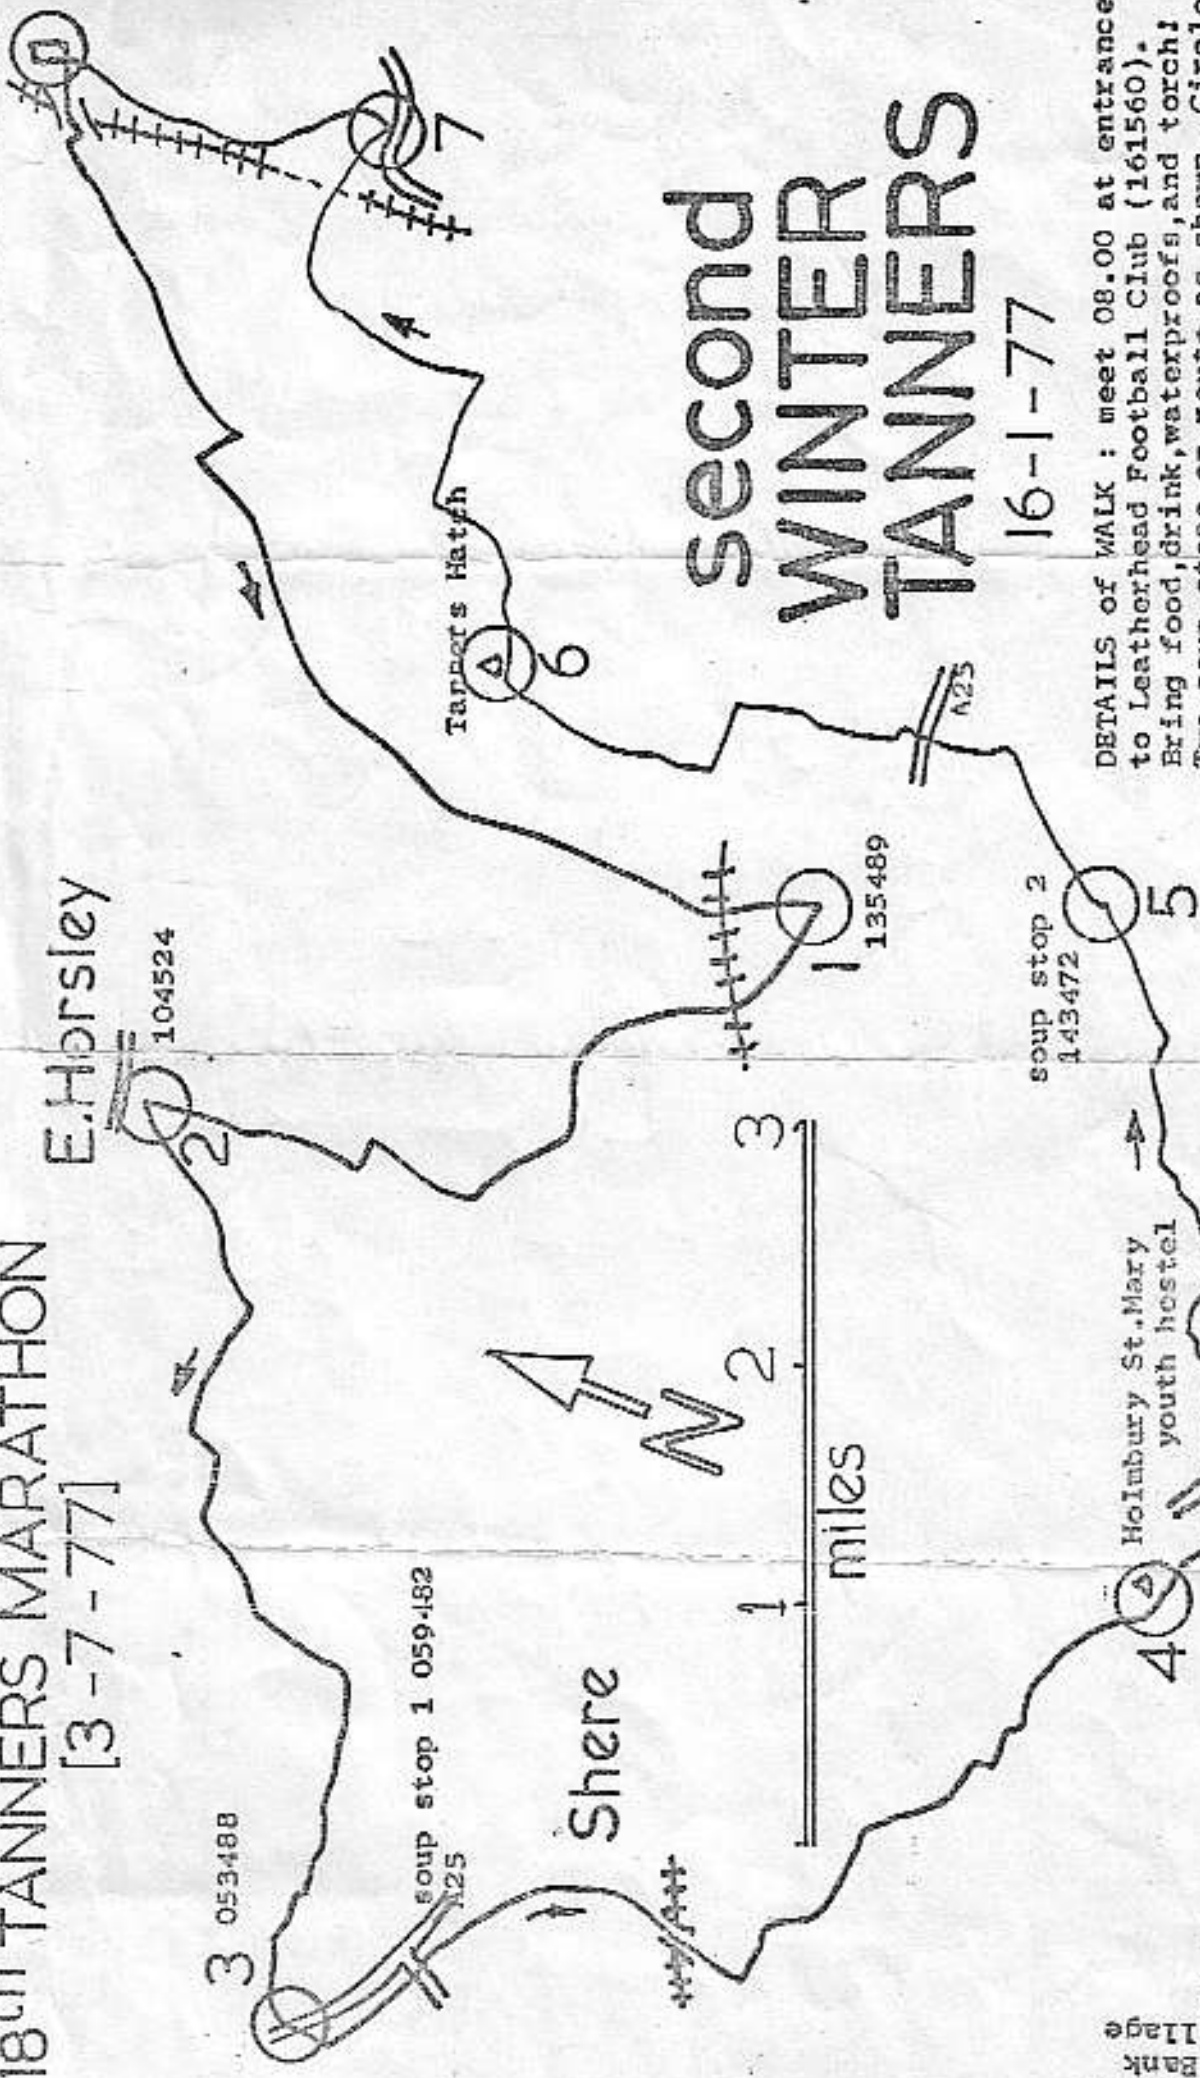 18th TANNERS MARATHON
[3-7-77]
E.Horsley
104524
2
3 053488
soup stop 1 059482
A25
Shere
N
1
2
3
miles
1
135489
Tanners Hatch
6
7
second
WINTER
TANNERS
16-1-77
A25
soup stop 2
143472
5
Holmbury St.Mary
youth hostel
4
DETAILS of WALK : meet 08.00 at entrance
to Leatherhead Football Club (161560).
Bring food,drink,waterproofs,and torch!
Bank
llage